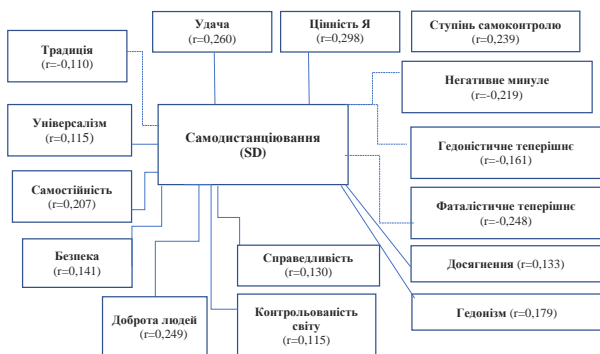 Удача
(r=0,260)
Цінність Я
(r=0,298)
Ступінь самоконтролю
(r=0,239)
Традиція
(r=-0,110)
Негативне минуле
(r=-0,219)
Універсалізм
(r=0,115)
Самодистанціювання
(SD)
Гедоністичне теперішнє
(r=-0,161)
Самостійність
(r=0,207)
Фаталістичне теперішнє
(r=-0,248)
Безпека
(r=0,141)
Справедливість
(r=0,130)
Досягнення (r=0,133)
Доброта людей
(r=0,249)
Контрольованість
світу
(r=0,115)
Гедонізм (r=0,179)